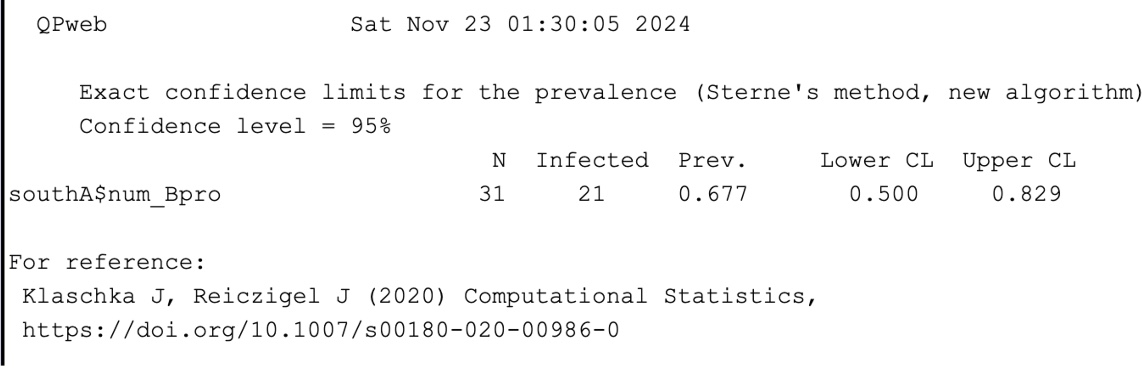 QPweb Sat Nov 23 01:30:05 2024
Exact confidence limits for the prevalence (Sterne's method, new algorithm)
Confidence level = 95%
N Infected Prev. Lower CL Upper CL
southA$num_Bpro 31 21 0.677 0.500 0.829
For reference:
Klaschka J, Reiczigel J (2020) Computational Statistics,
https://doi.org/10.1007/s00180-020-00986-0